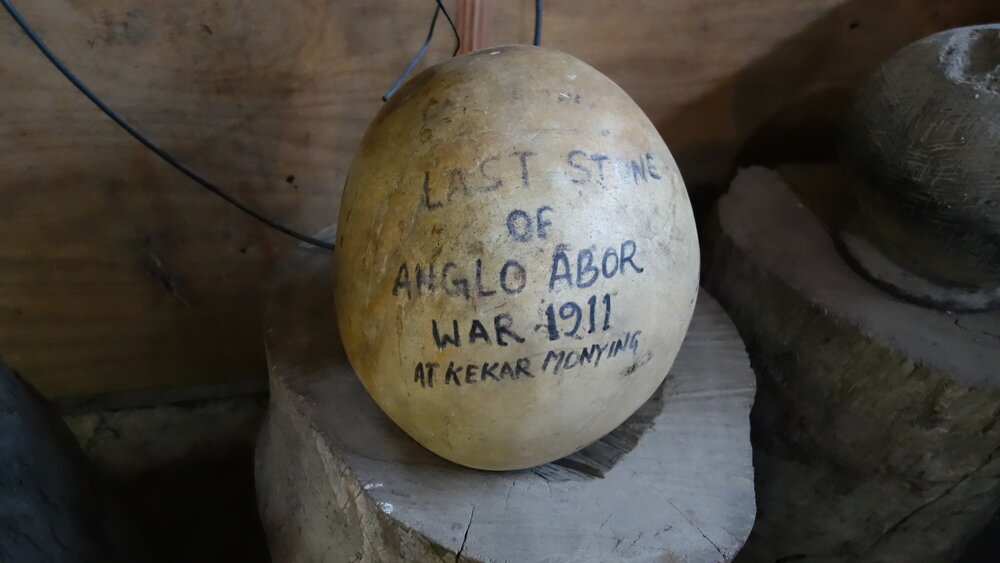 LAST STONE
OF
ANGLO ABOR
WAR 1911
AT KEKAR MONYING